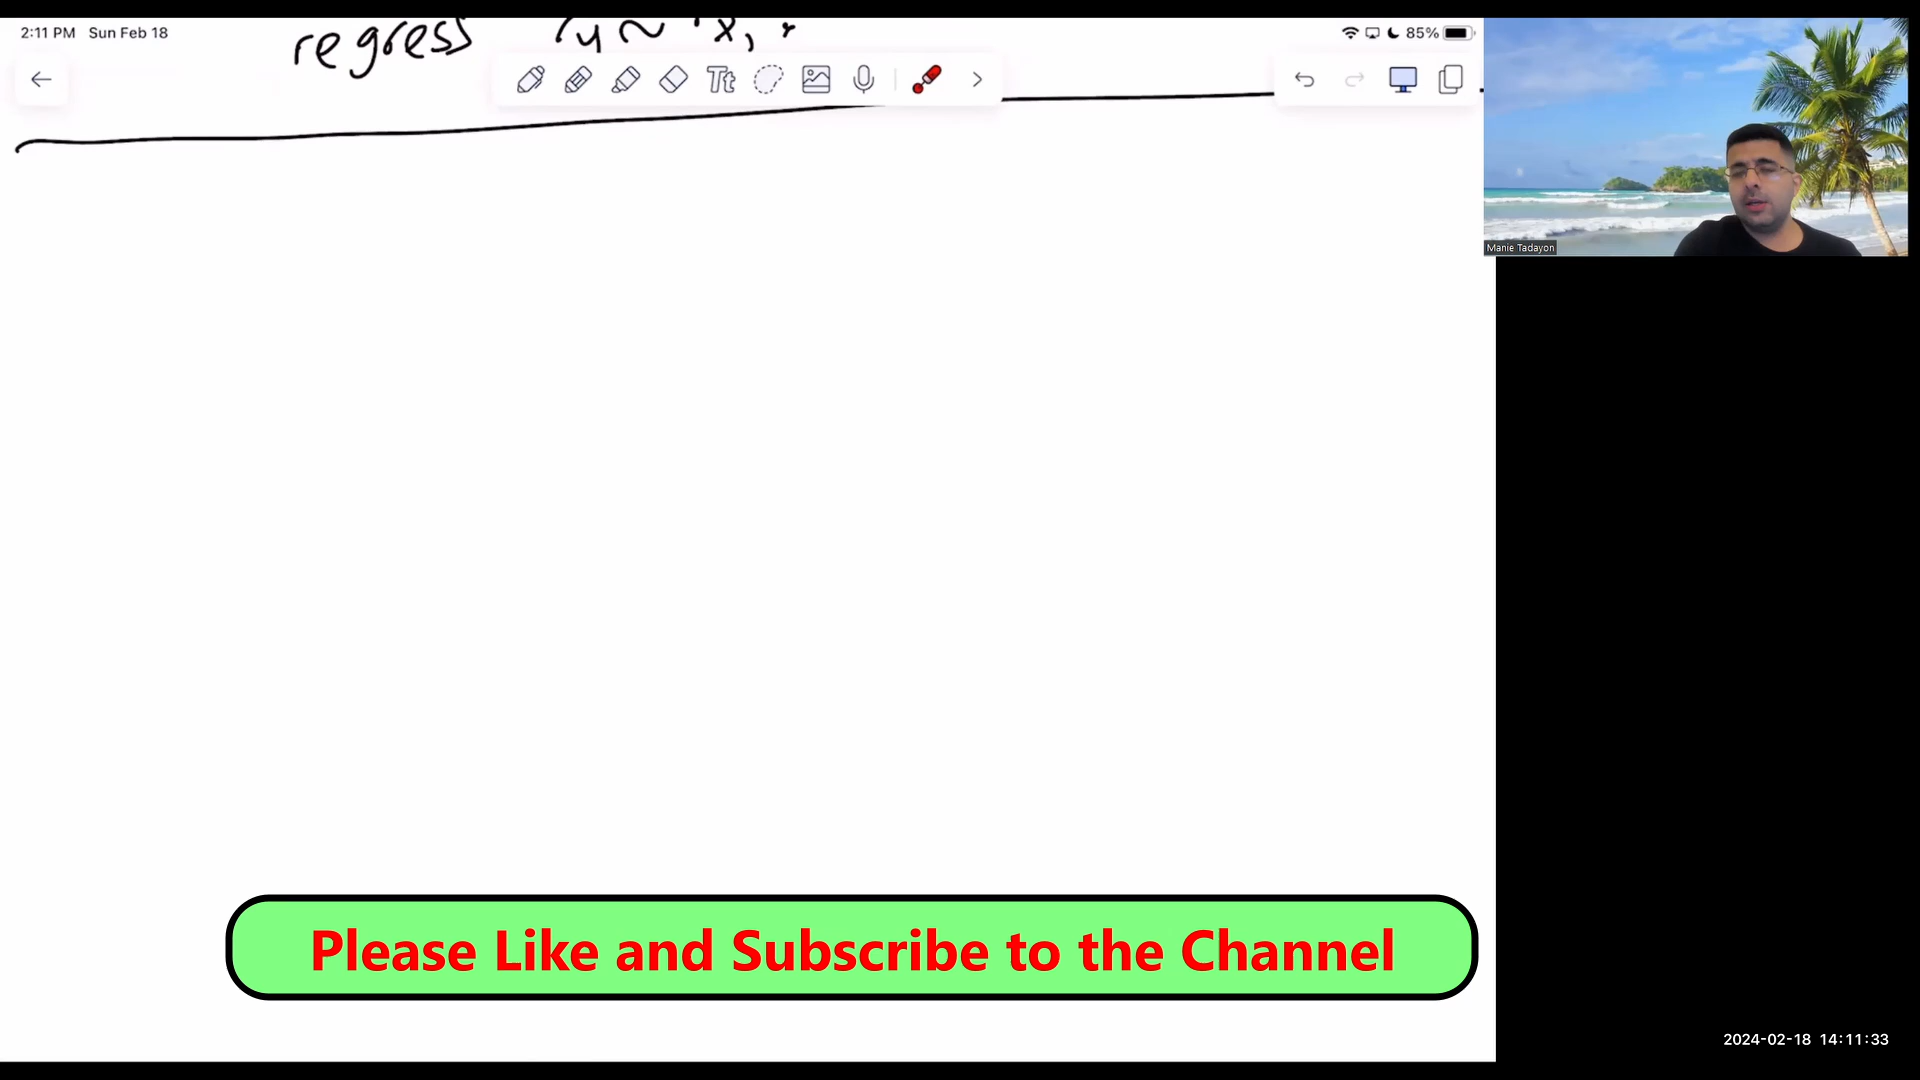 2:11 PM Sun Feb 18
85%
regress
Tt
Manie Tadayon
Please Like and Subscribe to the Channel
2024-02-18 14:11:33